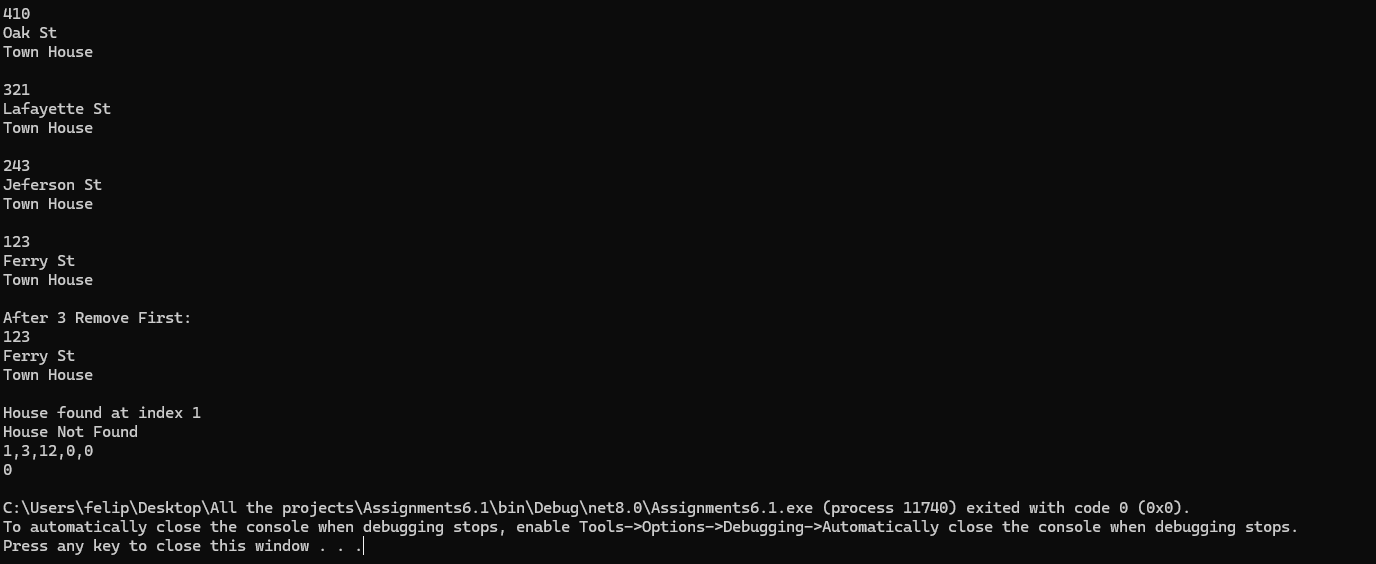 410
Oak St
Town House
321
Lafayette St
Town House
243
Jeferson St
Town House
123
Ferry St
Town House
After 3 Remove First:
123
Ferry St
Town House
House found at index 1
House Not Found
1,3,12,0,0
0
C:\Users\felip\Desktop\All the projects\Assignments6.1\bin\Debug\net8.0\Assignments6.1.exe (process 11740) exited with code 0 (0x0).
To automatically close the console when debugging stops, enable Tools->Options->Debugging->Automatically close the console when debugging stops.
Press any key to close this window . . .